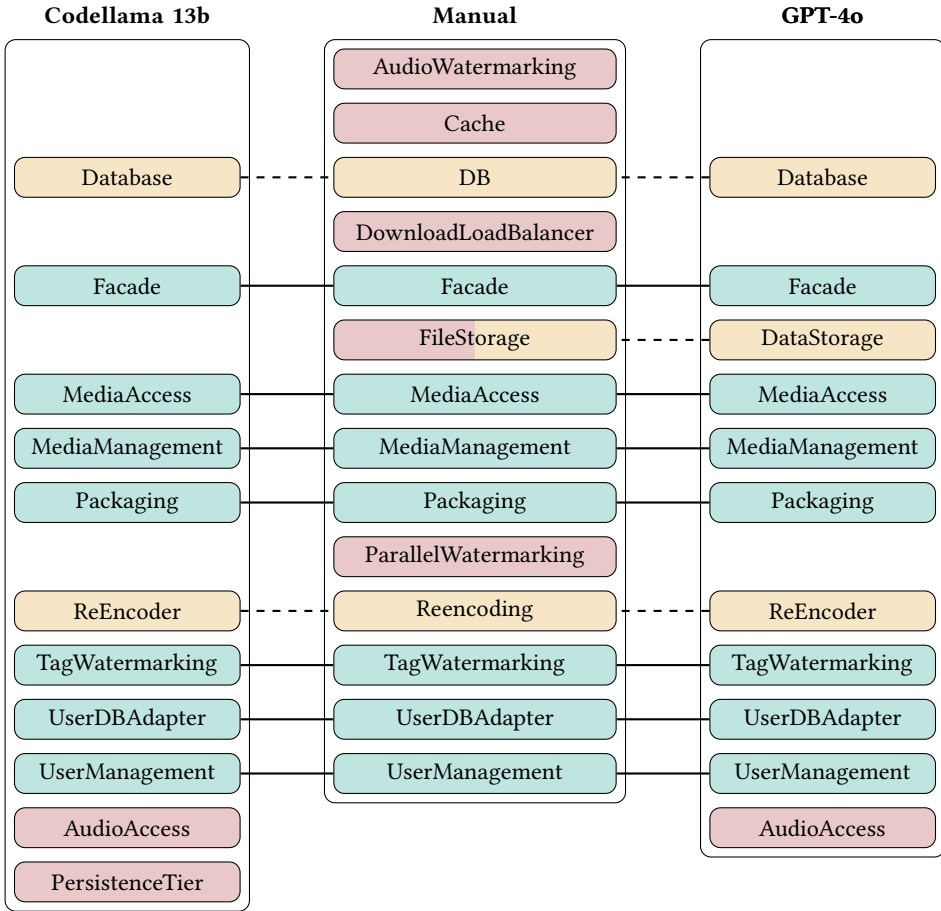 Codellama 13b Manual GPT-4o
AudioWatermarking
Cache
Database DB Database
DownloadLoadBalancer
Facade Facade Facade
FileStorage DataStorage
MediaAccess MediaAccess MediaAccess
MediaManagement MediaManagement MediaManagement
Packaging Packaging Packaging
ParallelWatermarking
ReEncoder Reencoding ReEncoder
TagWatermarking TagWatermarking TagWatermarking
UserDBAdapter UserDBAdapter UserDBAdapter
UserManagement UserManagement UserManagement
AudioAccess AudioAccess
PersistenceTier